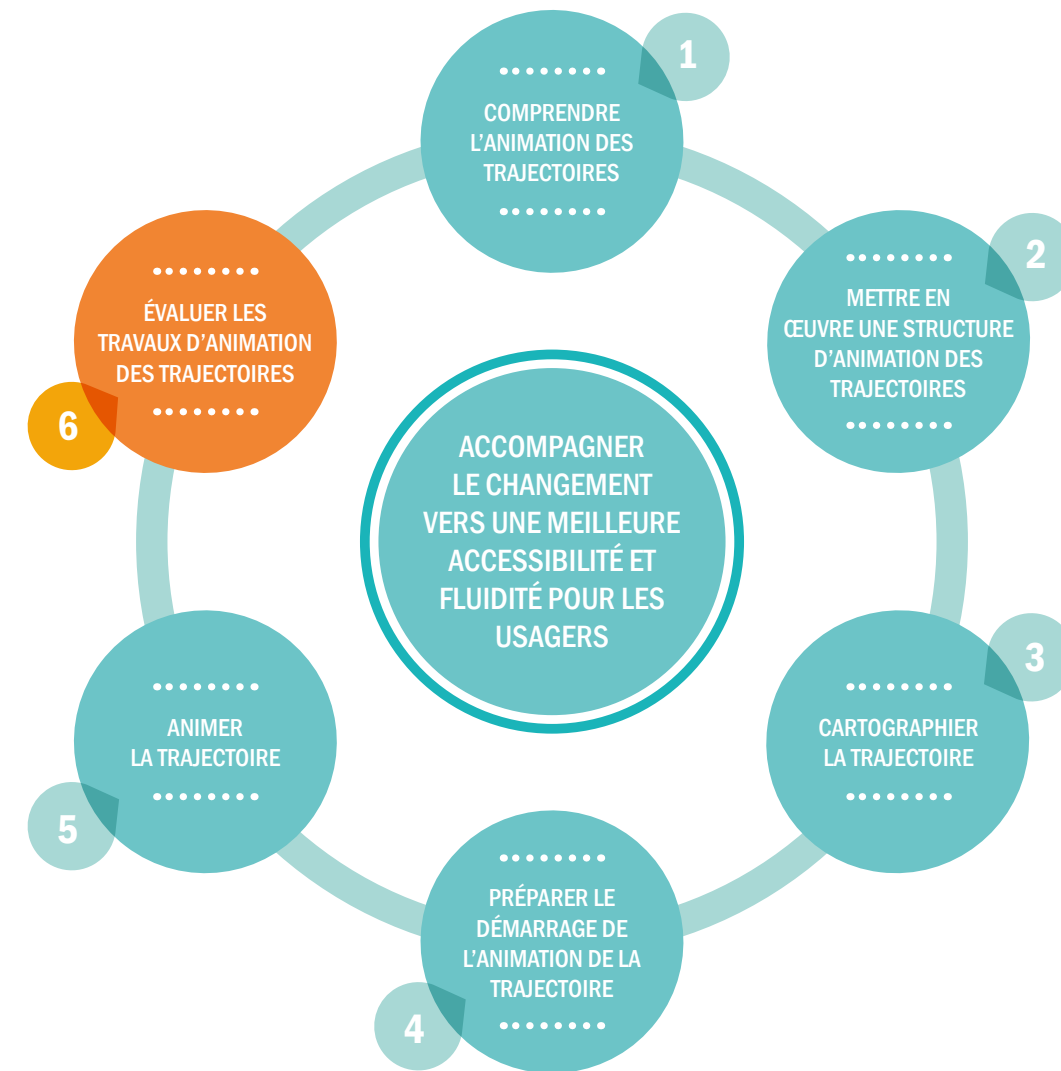 1
COMPRENDRE
L’ANIMATION DES
TRAJECTOIRES
2
METTRE EN
ŒUVRE UNE STRUCTURE
D’ANIMATION DES
TRAJECTOIRES
3
CARTOGRAPHIER
LA TRAJECTOIRE
4
PRÉPARER LE
DÉMARRAGE DE
L’ANIMATION DE LA
TRAJECTOIRE
5
ANIMER
LA TRAJECTOIRE
6
ÉVALUER LES
TRAVAUX D’ANIMATION
DES TRAJECTOIRES
ACCOMPAGNER
LE CHANGEMENT
VERS UNE MEILLEURE
ACCESSIBILITÉ ET
FLUIDITÉ POUR LES
USAGERS